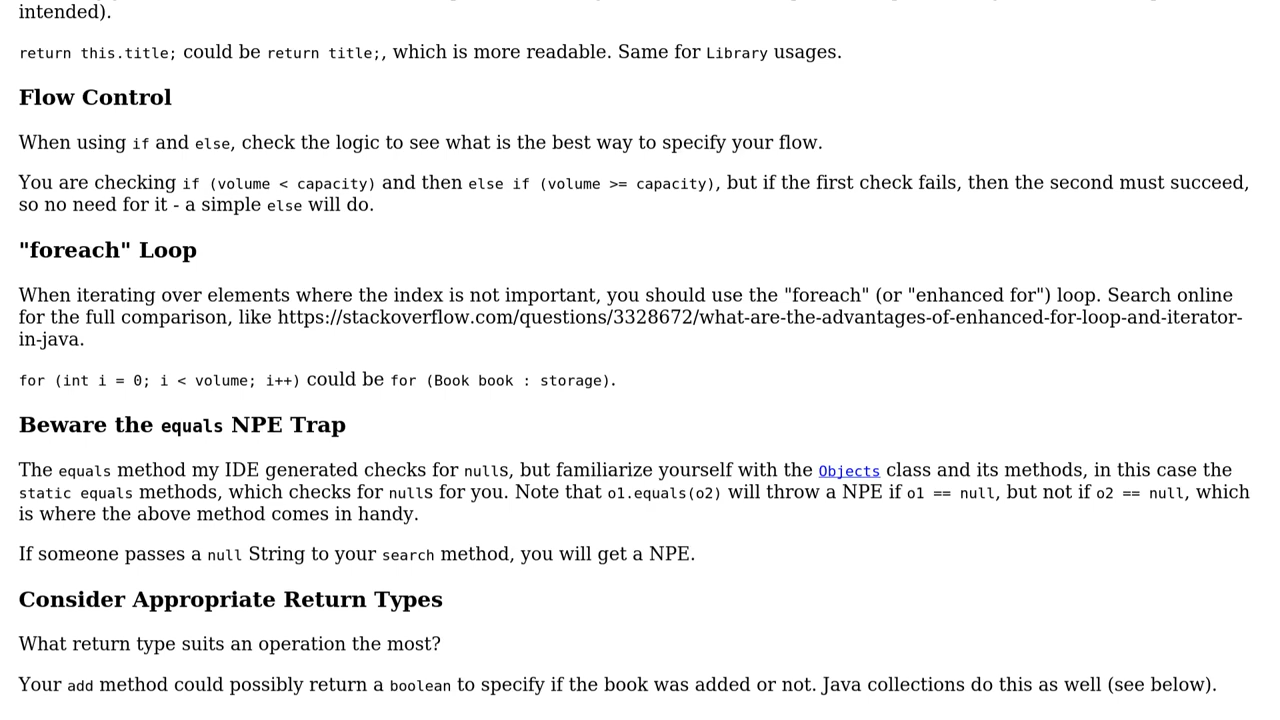 intended).
return this.title; could be return title;, which is more readable. Same for Library usages.
Flow Control
When using if and else, check the logic to see what is the best way to specify your flow.
You are checking if (volume < capacity) and then else if (volume >= capacity), but if the first check fails, then the second must succeed,
so no need for it - a simple else will do.
"foreach" Loop
When iterating over elements where the index is not important, you should use the "foreach" (or "enhanced for") loop. Search online
for the full comparison, like https://stackoverflow.com/questions/3328672/what-are-the-advantages-of-enhanced-for-loop-and-iterator-
in-java.
for (int i = 0; i < volume; i++) could be for (Book book : storage).
Beware the equals NPE Trap
The equals method my IDE generated checks for nulls, but familiarize yourself with the Objects class and its methods, in this case the
static equals methods, which checks for nulls for you. Note that o1.equals(o2) will throw a NPE if o1 == null, but not if o2 == null, which
is where the above method comes in handy.
If someone passes a null String to your search method, you will get a NPE.
Consider Appropriate Return Types
What return type suits an operation the most?
Your add method could possibly return a boolean to specify if the book was added or not. Java collections do this as well (see below).